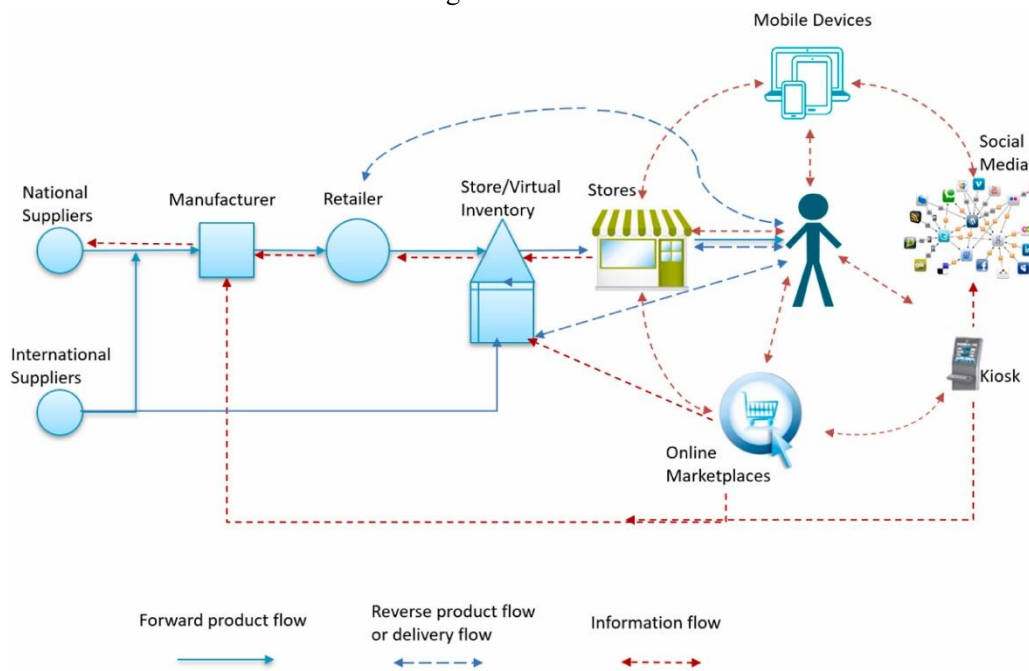 Mobile Devices
Social
Media
National
Suppliers
Manufacturer
Retailer
Store/Virtual
Inventory
Stores
International
Suppliers
Kiosk
Online
Marketplaces
Forward product flow
Reverse product flow
or delivery flow
Information flow